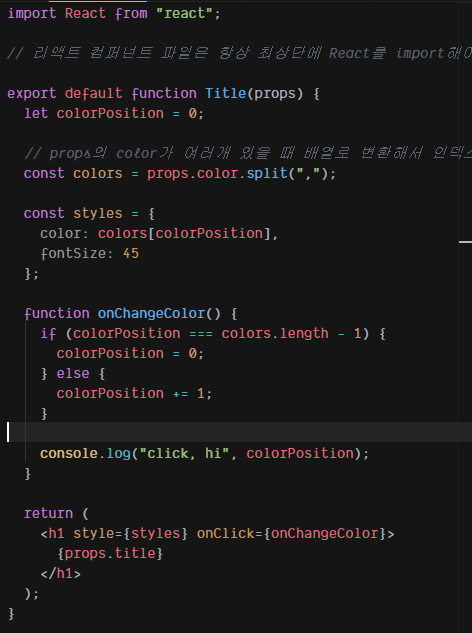 import React from "react";
// 리액트 컴퍼넌트 파일은 항상 최상단에 React를 import해야
export default function Title(props) {
let colorPosition = 0;
// props의 color가 여러개 있을 때 배열로 변환해서 인덱스
const colors = props.color.split(",");
const styles = {
color: colors[colorPosition],
fontSize: 45
};
function onChangeColor() {
if (colorPosition === colors.length - 1) {
colorPosition = 0;
} else {
colorPosition += 1;
}
console.log("click, hi", colorPosition);
}
return (
<h1 style={styles} onClick={onChangeColor}>
{props.title}
</h1>
);
}